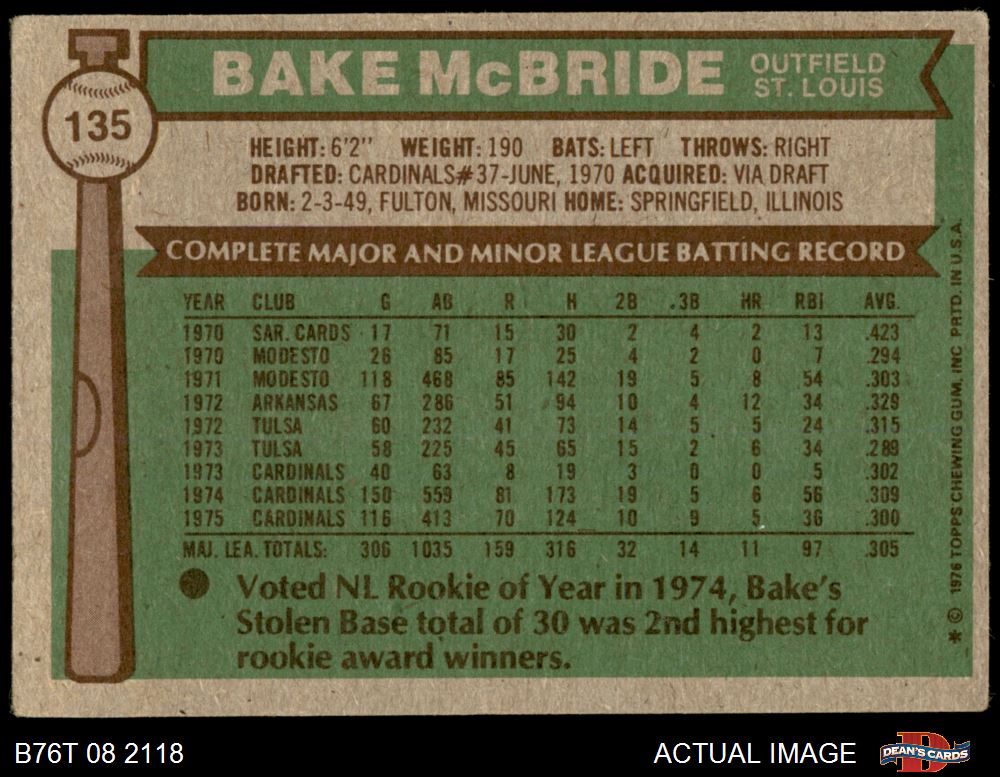 135
BAKE McBRIDE
OUTFIELD
ST. LOUIS
HEIGHT: 6'2" WEIGHT: 190 BATS: LEFT THROWS: RIGHT
DRAFTED: CARDINALS #37-JUNE, 1970 ACQUIRED: VIA DRAFT
BORN: 2-3-49, FULTON, MISSOURI HOME: SPRINGFIELD, ILLINOIS
COMPLETE MAJOR AND MINOR LEAGUE BATTING RECORD
YEAR CLUB G AB R H 2B .3B HR RBI AVG.
1970 SAR. CARDS 17 71 15 30 2 4 2 13 .423
1970 MODESTO 26 85 17 25 4 2 0 7 .294
1971 MODESTO 118 468 85 142 19 5 8 54 .303
1972 ARKANSAS 67 286 51 94 10 4 12 34 .329
1972 TULSA 60 232 41 73 14 5 5 24 .315
1973 TULSA 58 225 45 65 15 2 6 34 .289
1973 CARDINALS 40 63 8 19 3 0 0 5 .302
1974 CARDINALS 150 559 81 173 19 5 6 56 .309
1975 CARDINALS 116 413 70 124 10 9 5 36 .300
MAJ. LEA. TOTALS: 306 1035 159 316 32 14 11 97 .305
Voted NL Rookie of Year in 1974, Bake's
Stolen Base total of 30 was 2nd highest for
rookie award winners.
* © 1976 TOPPS CHEWING GUM, INC PRTD. IN U.S.A.
B76T 08 2118
ACTUAL IMAGE
D
DEAN'S CARDS